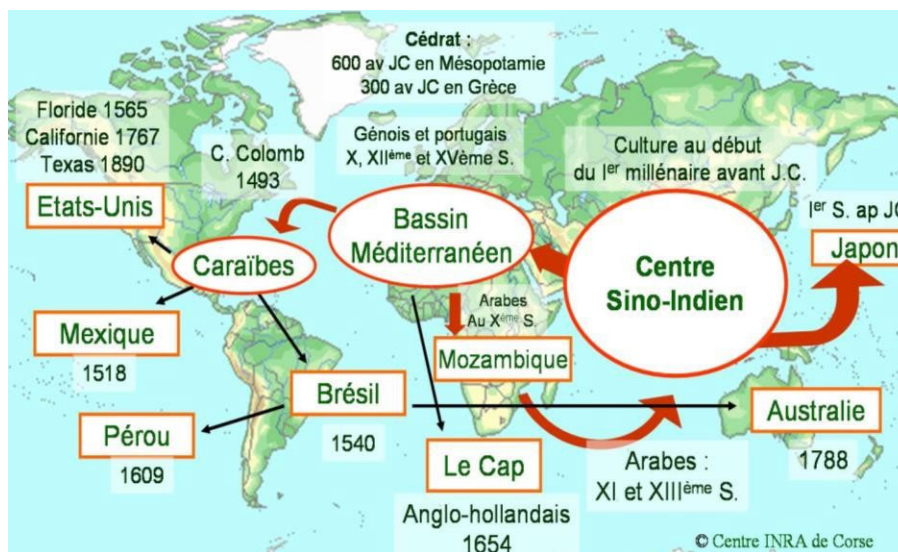 Cédrat :
600 av JC en Mésopotamie
300 av JC en Grèce
Floride 1565
Californie 1767
Texas 1890
Etats-Unis
C. Colomb
1493
Génois et portugais
X, XIIème et XVème S.
Culture au début
du Ier millénaire avant J.C.
Bassin
Méditerranéen
Ier S. ap JC
Japon
Caraïbes
Centre
Sino-Indien
Arabes
Au Xème S.
Mexique
1518
Mozambique
Brésil
1540
Australie
1788
Pérou
1609
Le Cap
Anglo-hollandais
1654
Arabes :
XI et XIIIème S.
© Centre INRA de Corse